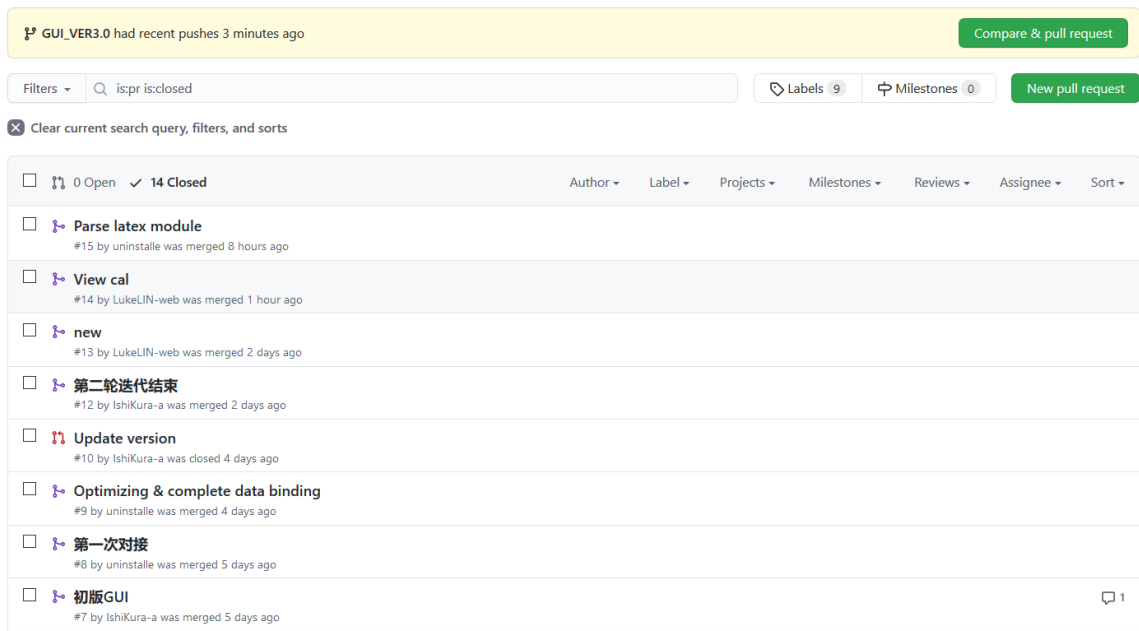 GUI_VER3.0 had recent pushes 3 minutes ago
Compare & pull request
Filters
is:pr is:closed
Labels 9
Milestones 0
New pull request
Clear current search query, filters, and sorts
0 Open
14 Closed
Author
Label
Projects
Milestones
Reviews
Assignee
Sort
Parse latex module
#15 by uninstalle was merged 8 hours ago
View cal
#14 by LukeLIN-web was merged 1 hour ago
new
#13 by LukeLIN-web was merged 2 days ago
第二轮迭代结束
#12 by IshiKura-a was merged 2 days ago
Update version
#10 by IshiKura-a was closed 4 days ago
Optimizing & complete data binding
#9 by uninstalle was merged 4 days ago
第一次对接
#8 by uninstalle was merged 5 days ago
初版GUI
1
#7 by IshiKura-a was merged 5 days ago